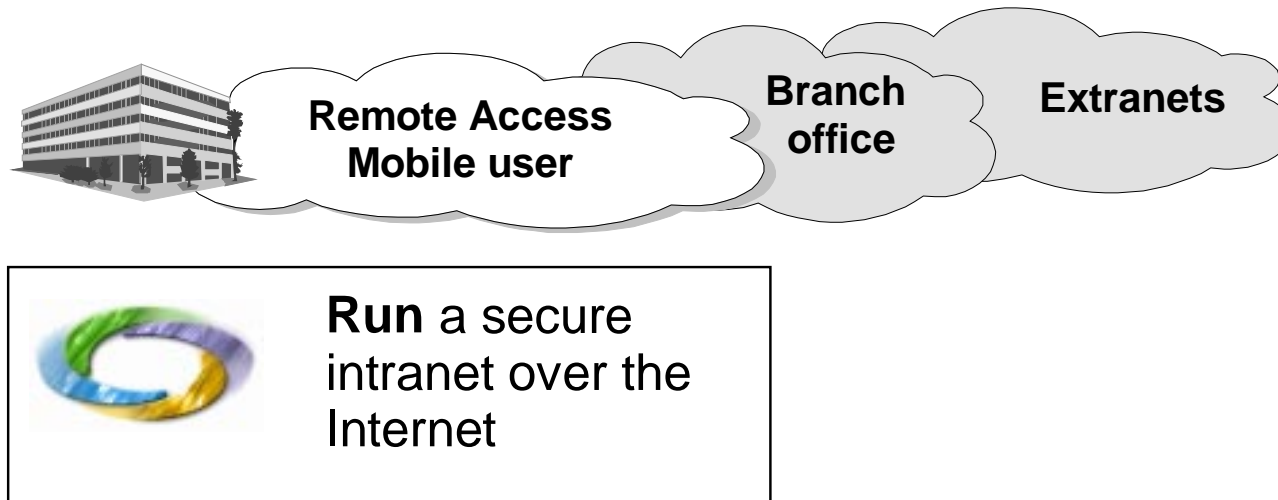 Remote Access
Mobile user
Branch
office
Extranets
Run a secure
intranet over the
Internet